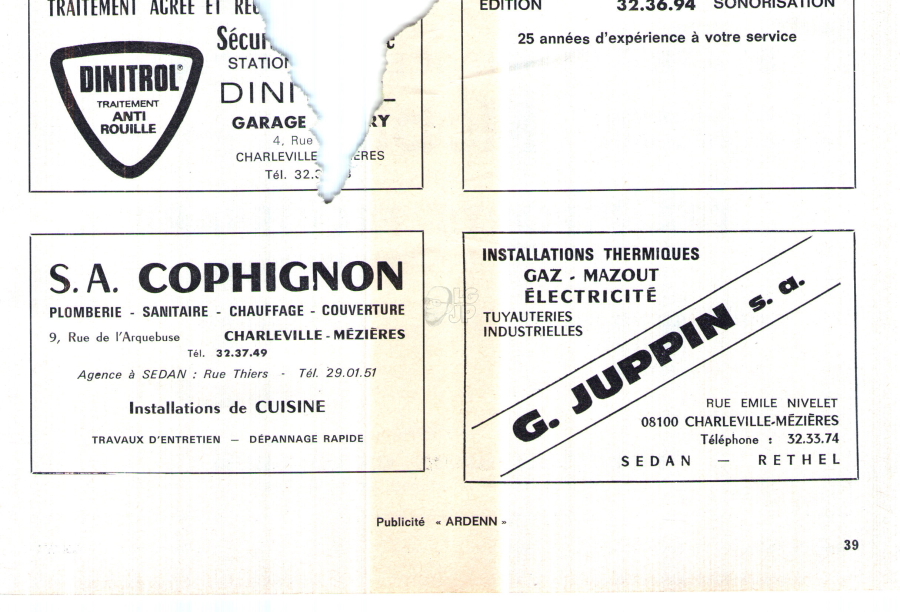 TRAITEMENT AGRÉÉ ET
DINITROL®
TRAITEMENT
ANTI
ROUILLE
STATION
GARAGE
4, Rue
CHARLEVILLE
Tél.
EDITION 32.36.94 SONORISATION
25 années d'expérience à votre service
S.A. COPHIGNON
PLOMBERIE - SANITAIRE - CHAUFFAGE - COUVERTURE
9, Rue de l'Arquebuse CHARLEVILLE-MÉZIÈRES
Tél. 32.37.49
Agence à SEDAN : Rue Thiers - Tél. 29.01.51
Installations de CUISINE
TRAVAUX D'ENTRETIEN — DÉPANNAGE RAPIDE
INSTALLATIONS THERMIQUES
GAZ - MAZOUT
ÉLECTRICITÉ
TUYAUTERIES
INDUSTRIELLES
G. JUPPIN s. a.
RUE EMILE NIVELET
08100 CHARLEVILLE-MÉZIÈRES
Téléphone : 32.33.74
SEDAN — RETHEL
Publicité « ARDENN »
39